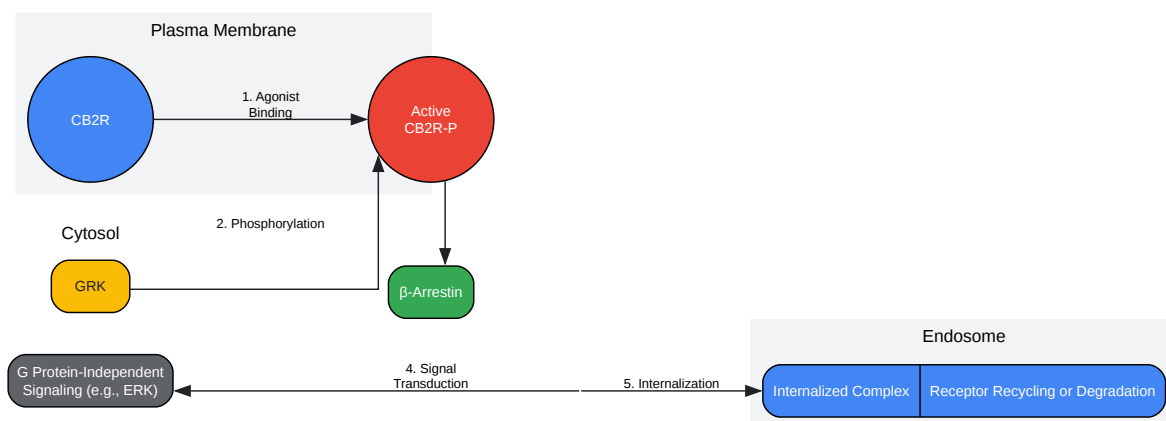 Plasma Membrane
CB2R
1. Agonist
Binding
Active
CB2R-P
2. Phosphorylation
Cytosol
GRK
β-Arrestin
Endosome
G Protein-Independent
Signaling (e.g., ERK)
4. Signal
Transduction
5. Internalization
Internalized Complex
Receptor Recycling or Degradation